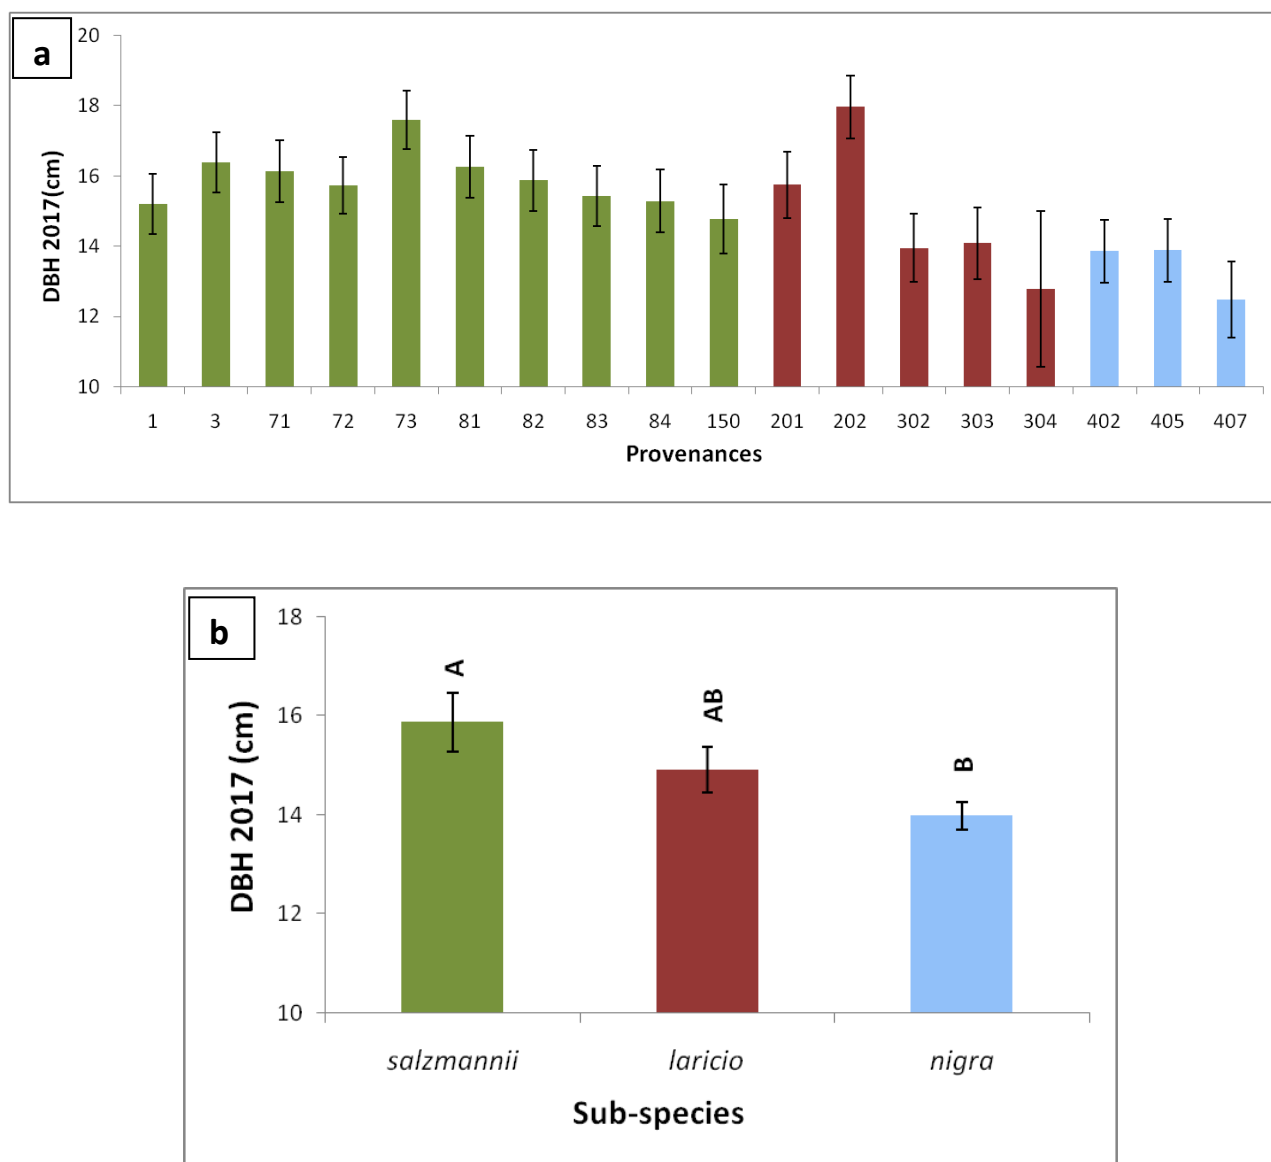 a
DBH 2017(cm)
20
18
16
14
12
10
1 3 71 72 73 81 82 83 84 150 201 202 302 303 304 402 405 407
Provenances
b
DBH 2017 (cm)
18
16
14
12
10
A
AB
B
salzmannii laricio nigra
Sub-species